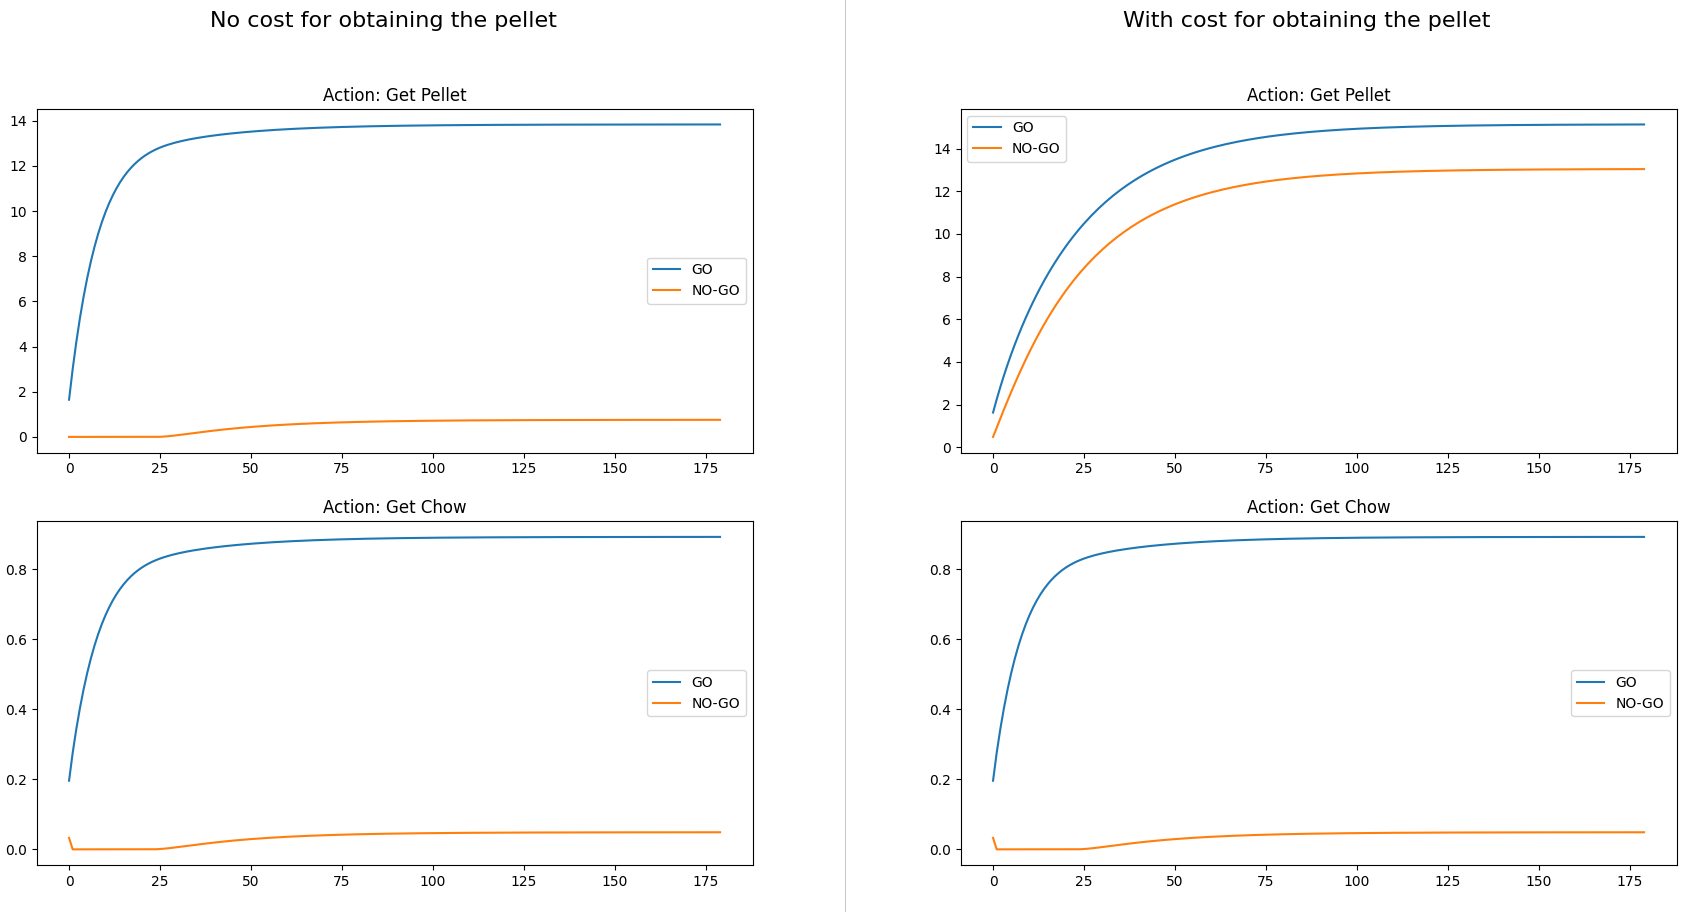 No cost for obtaining the pellet
Action: Get Pellet
14
12
10
8
6
4
2
0
GO
NO-GO
0 25 50 75 100 125 150 175
Action: Get Chow
0.8
0.6
0.4
0.2
0.0
GO
NO-GO
0 25 50 75 100 125 150 175
With cost for obtaining the pellet
Action: Get Pellet
GO
NO-GO
14
12
10
8
6
4
2
0
0 25 50 75 100 125 150 175
Action: Get Chow
0.8
0.6
0.4
0.2
0.0
GO
NO-GO
0 25 50 75 100 125 150 175